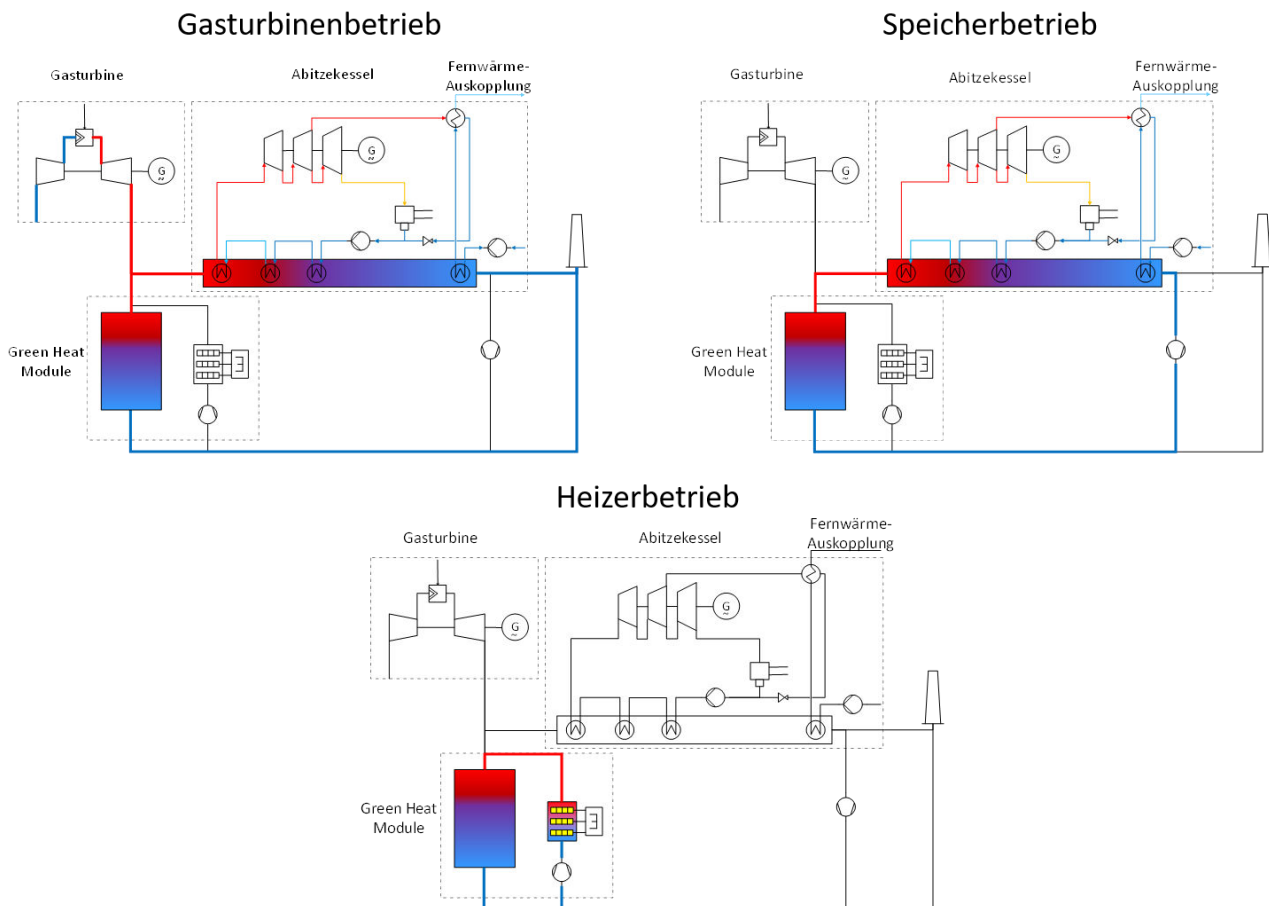 Gasturbinenbetrieb
Gasturbine
Abitzekessel
Fernwärme-
Auskopplung
G
G
Green Heat
Module
Speicherbetrieb
Gasturbine
Abitzekessel
Fernwärme-
Auskopplung
G
~
G
~
Green Heat
Module
Heizerbetrieb
Gasturbine
Abitzekessel
Fernwärme-
Auskopplung
G
~
G
~
Green Heat
Module